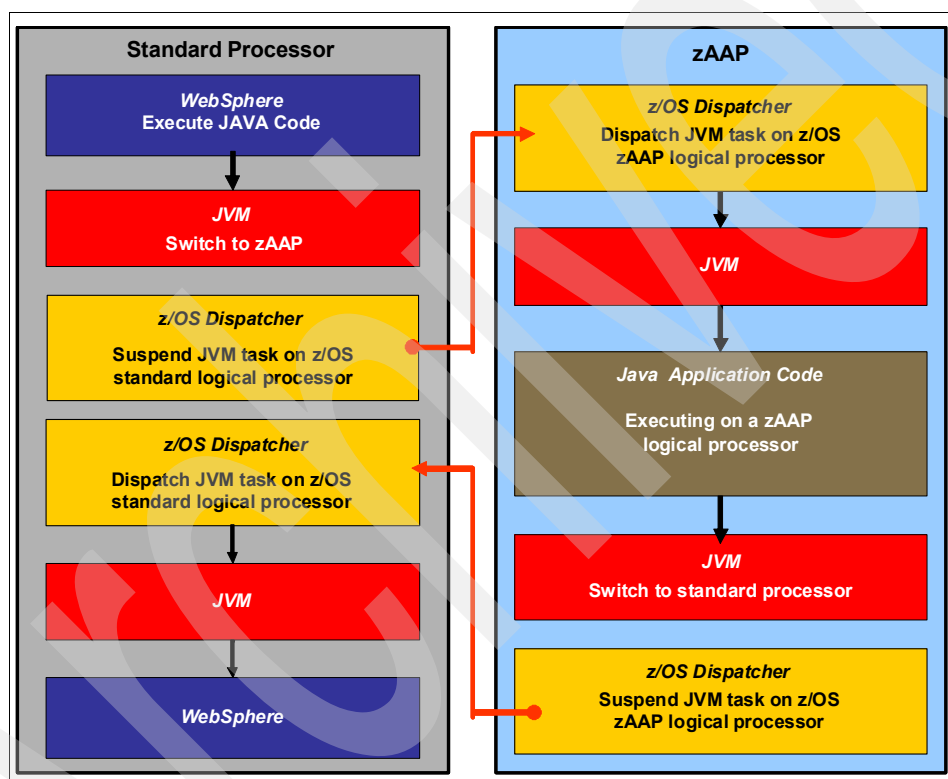 Standard Processor
WebSphere
Execute JAVA Code
JVM
Switch to zAAP
z/OS Dispatcher
Suspend JVM task on z/OS
standard logical processor
z/OS Dispatcher
Dispatch JVM task on z/OS
standard logical processor
JVM
WebSphere
zAAP
z/OS Dispatcher
Dispatch JVM task on z/OS
zAAP logical processor
JVM
Java Application Code
Executing on a zAAP
logical processor
JVM
Switch to standard processor
z/OS Dispatcher
Suspend JVM task on z/OS
zAAP logical processor